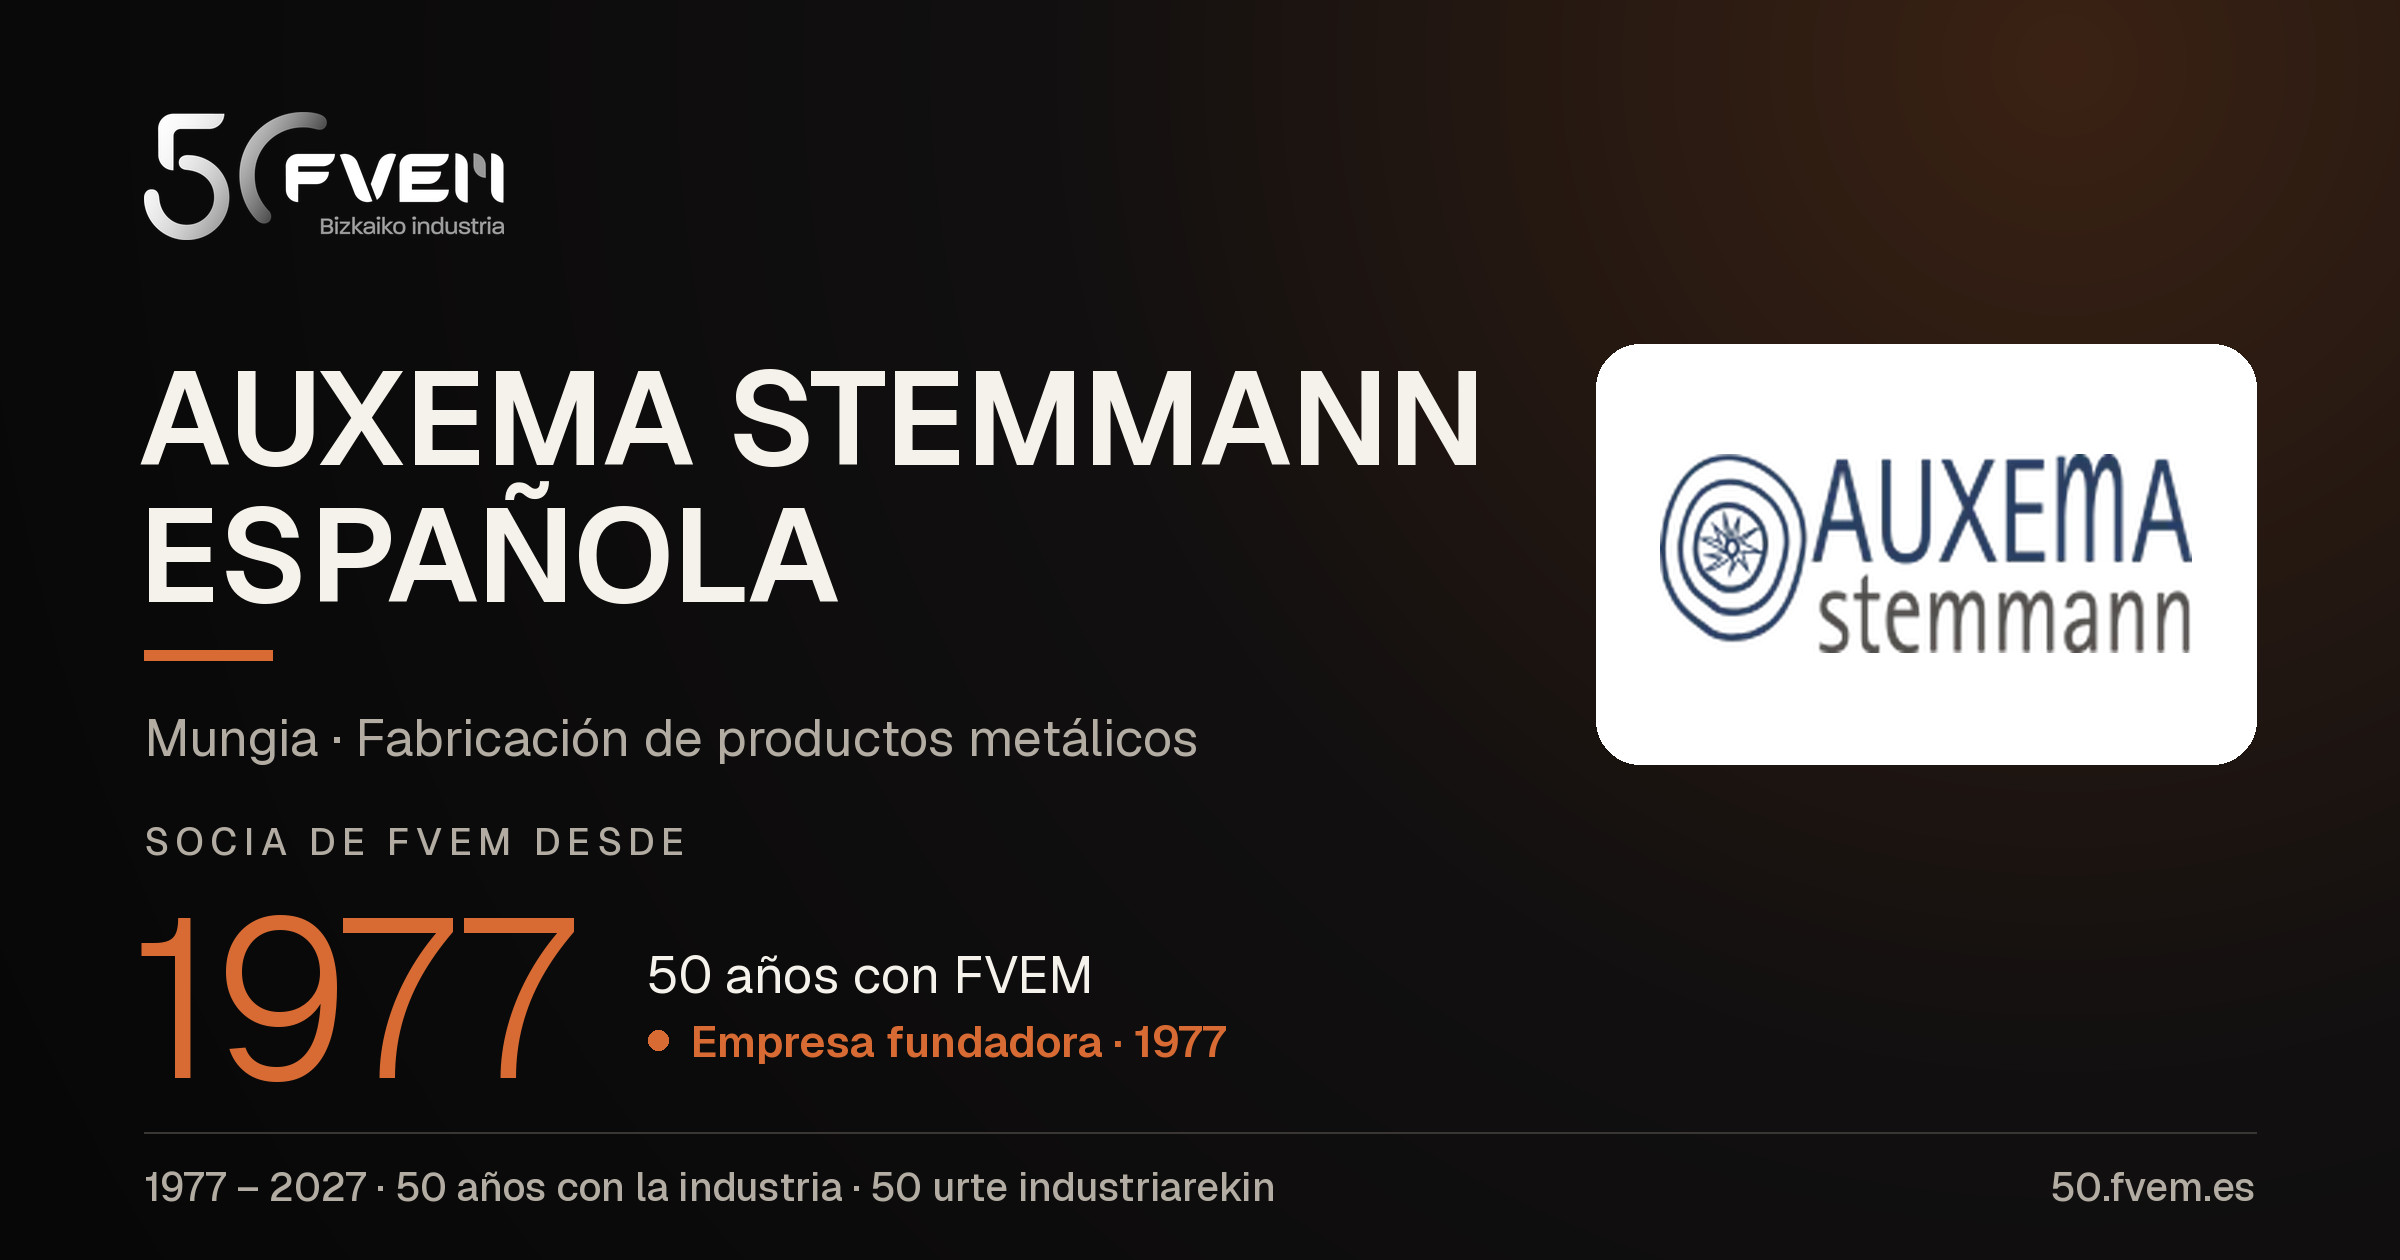 50 FVEM
Bizkaiko industria
AUXEMA STEMMANN
ESPAÑOLA
AUXEMA
stemmann
Mungia · Fabricación de productos metálicos
SOCIA DE FVEM DESDE
1977
50 años con FVEM
Empresa fundadora · 1977
1977 – 2027 · 50 años con la industria · 50 urte industriarekin
50.fvem.es